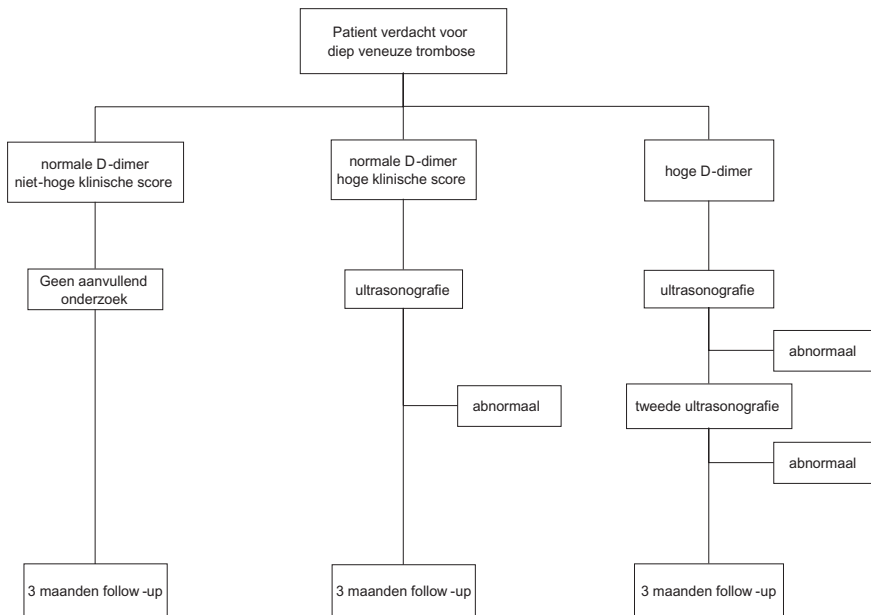 Patient verdacht voor
diep veneuze trombose
normale D-dimer
niet-hoge klinische score
normale D-dimer
hoge klinische score
hoge D-dimer
Geen aanvullend
onderzoek
ultrasonografie
ultrasonografie
abnormaal
abnormaal
tweede ultrasonografie
abnormaal
3 maanden follow-up
3 maanden follow-up
3 maanden follow-up